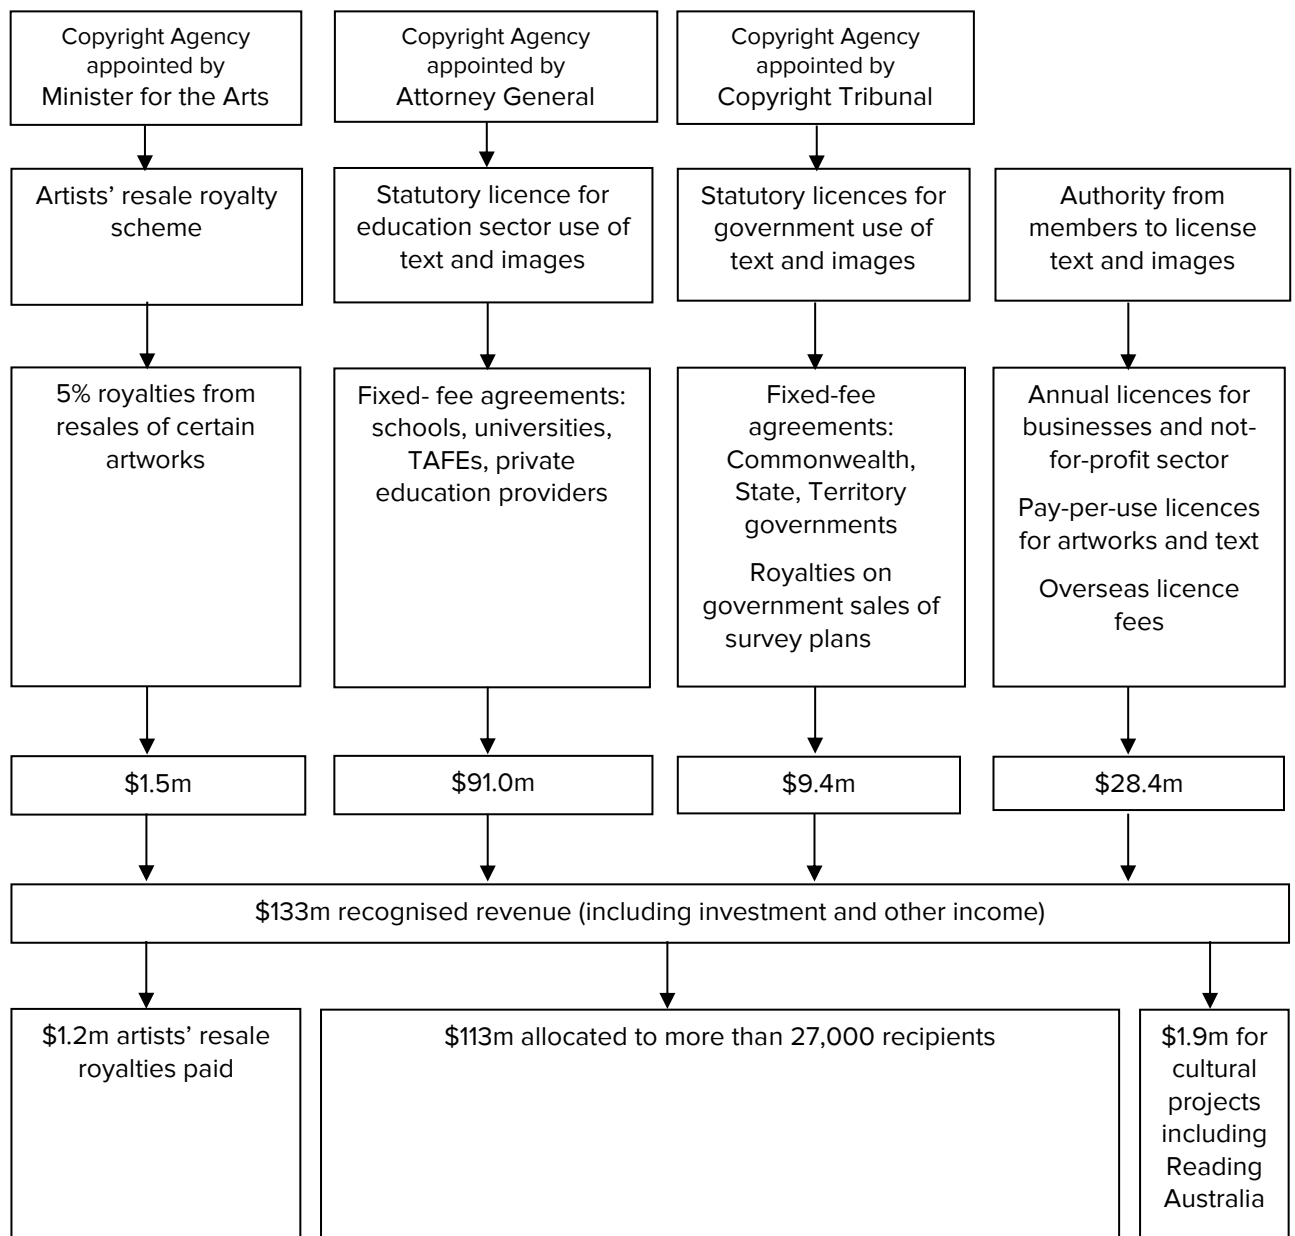 Copyright Agency
appointed by
Minister for the Arts
Copyright Agency
appointed by
Attorney General
Copyright Agency
appointed by
Copyright Tribunal
Artists’ resale royalty
scheme
Statutory licence for
education sector use of
text and images
Statutory licences for
government use of
text and images
Authority from
members to license
text and images
5% royalties from
resales of certain
artworks
Fixed- fee agreements:
schools, universities,
TAFEs, private
education providers
Fixed-fee
agreements:
Commonwealth,
State, Territory
governments
Royalties on
government sales of
survey plans
Annual licences for
businesses and not-
for-profit sector
Pay-per-use licences
for artworks and text
Overseas licence
fees
$1.5m
$91.0m
$9.4m
$28.4m
$133m recognised revenue (including investment and other income)
$1.2m artists’ resale
royalties paid
$113m allocated to more than 27,000 recipients
$1.9m for
cultural
projects
including
Reading
Australia